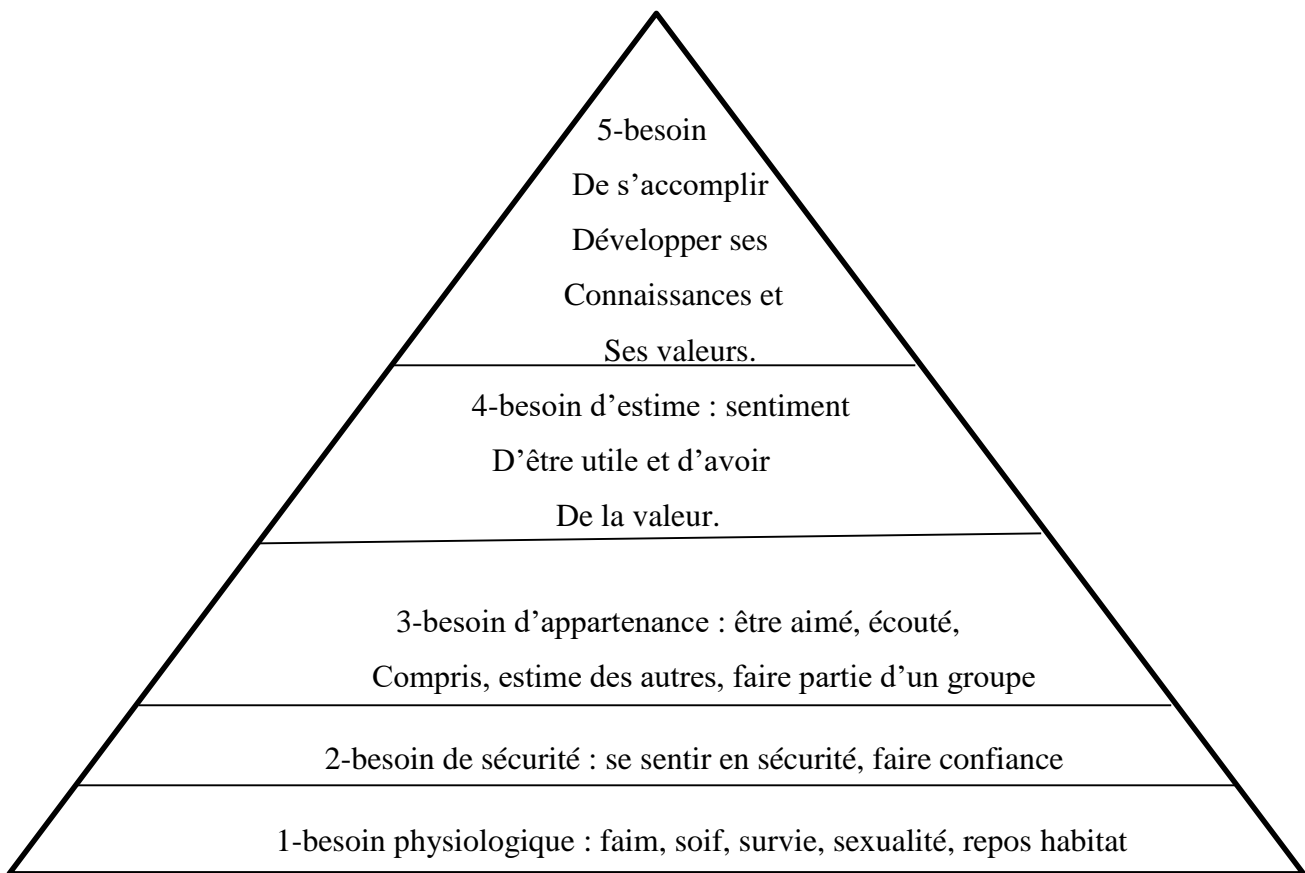 5-besoin
De s’accomplir
Développer ses
Connaissances et
Ses valeurs.
4-besoin d’estime : sentiment
D’être utile et d’avoir
De la valeur.
3-besoin d’appartenance : être aimé, écouté,
Compris, estime des autres, faire partie d’un groupe
2-besoin de sécurité : se sentir en sécurité, faire confiance
1-besoin physiologique : faim, soif, survie, sexualité, repos habitat